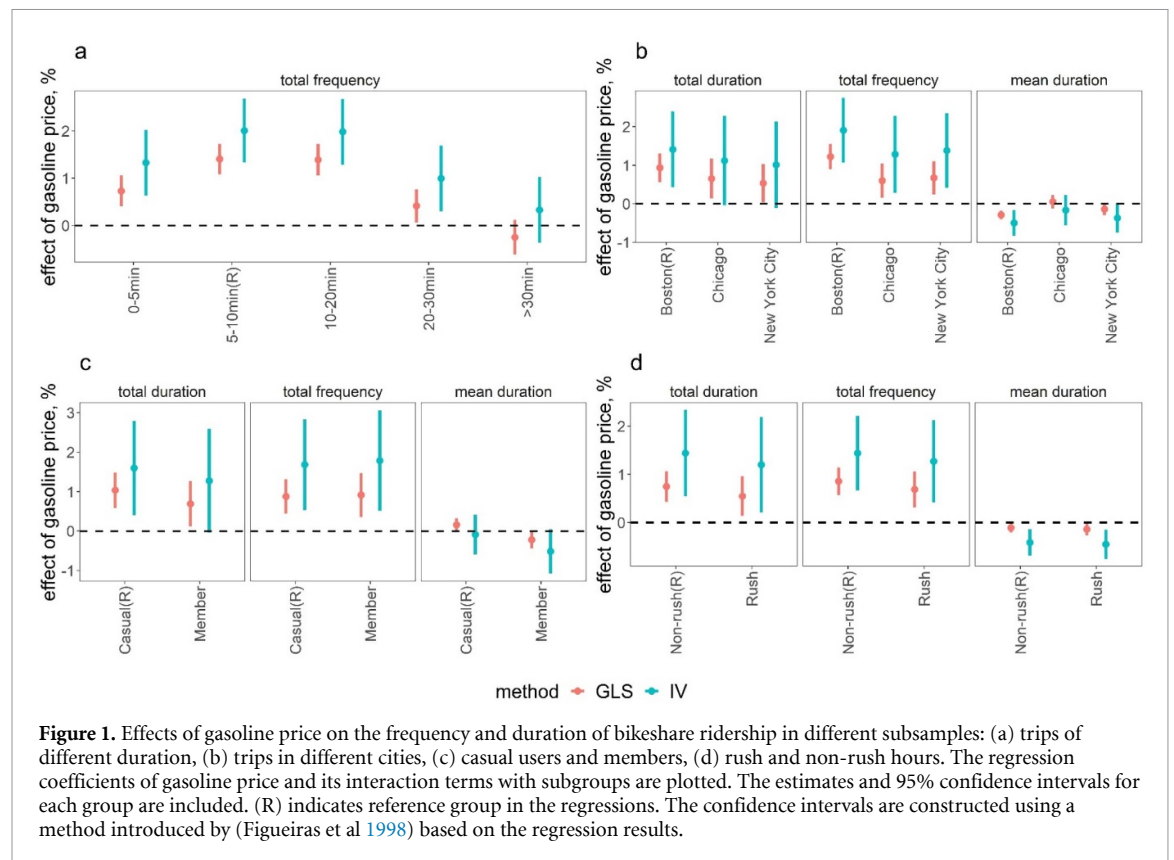 a
total frequency
effect of gasoline price, %
2
1
0
0-5min
5-10min(R)
10-20min
20-30min
>30min
b
total duration
total frequency
mean duration
effect of gasoline price, %
2
1
0
-1
Boston(R)
Chicago
New York City
Boston(R)
Chicago
New York City
Boston(R)
Chicago
New York City
c
total duration
total frequency
mean duration
effect of gasoline price, %
3
2
1
0
-1
Casual(R)
Member
Casual(R)
Member
Casual(R)
Member
d
total duration
total frequency
mean duration
effect of gasoline price, %
2
1
0
Non-rush(R)
Rush
Non-rush(R)
Rush
Non-rush(R)
Rush
method GLS IV
Figure 1. Effects of gasoline price on the frequency and duration of bikeshare ridership in different subsamples: (a) trips of
different duration, (b) trips in different cities, (c) casual users and members, (d) rush and non-rush hours. The regression
coefficients of gasoline price and its interaction terms with subgroups are plotted. The estimates and 95% confidence intervals for
each group are included. (R) indicates reference group in the regressions. The confidence intervals are constructed using a
method introduced by (Figueiras et al 1998) based on the regression results.